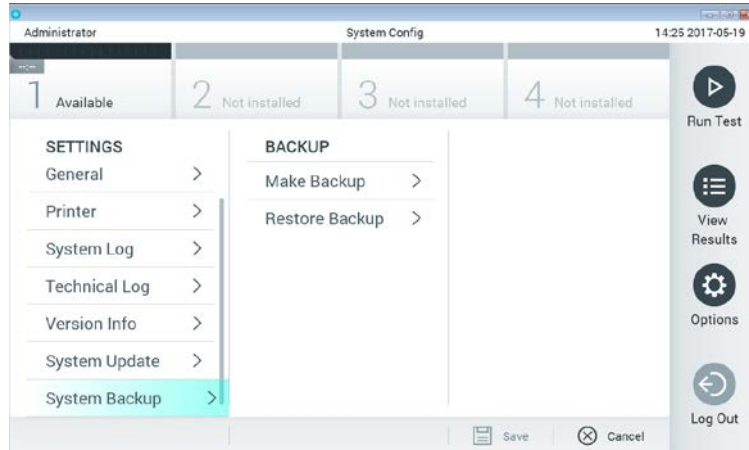 Administrator
System Config
14:25 2017-05-19
1 Available
2 Not installed
3 Not installed
4 Not installed
Run Test
View
Results
Options
Log Out
SETTINGS
General
Printer
System Log
Technical Log
Version Info
System Update
System Backup
BACKUP
Make Backup
Restore Backup
Save
Cancel